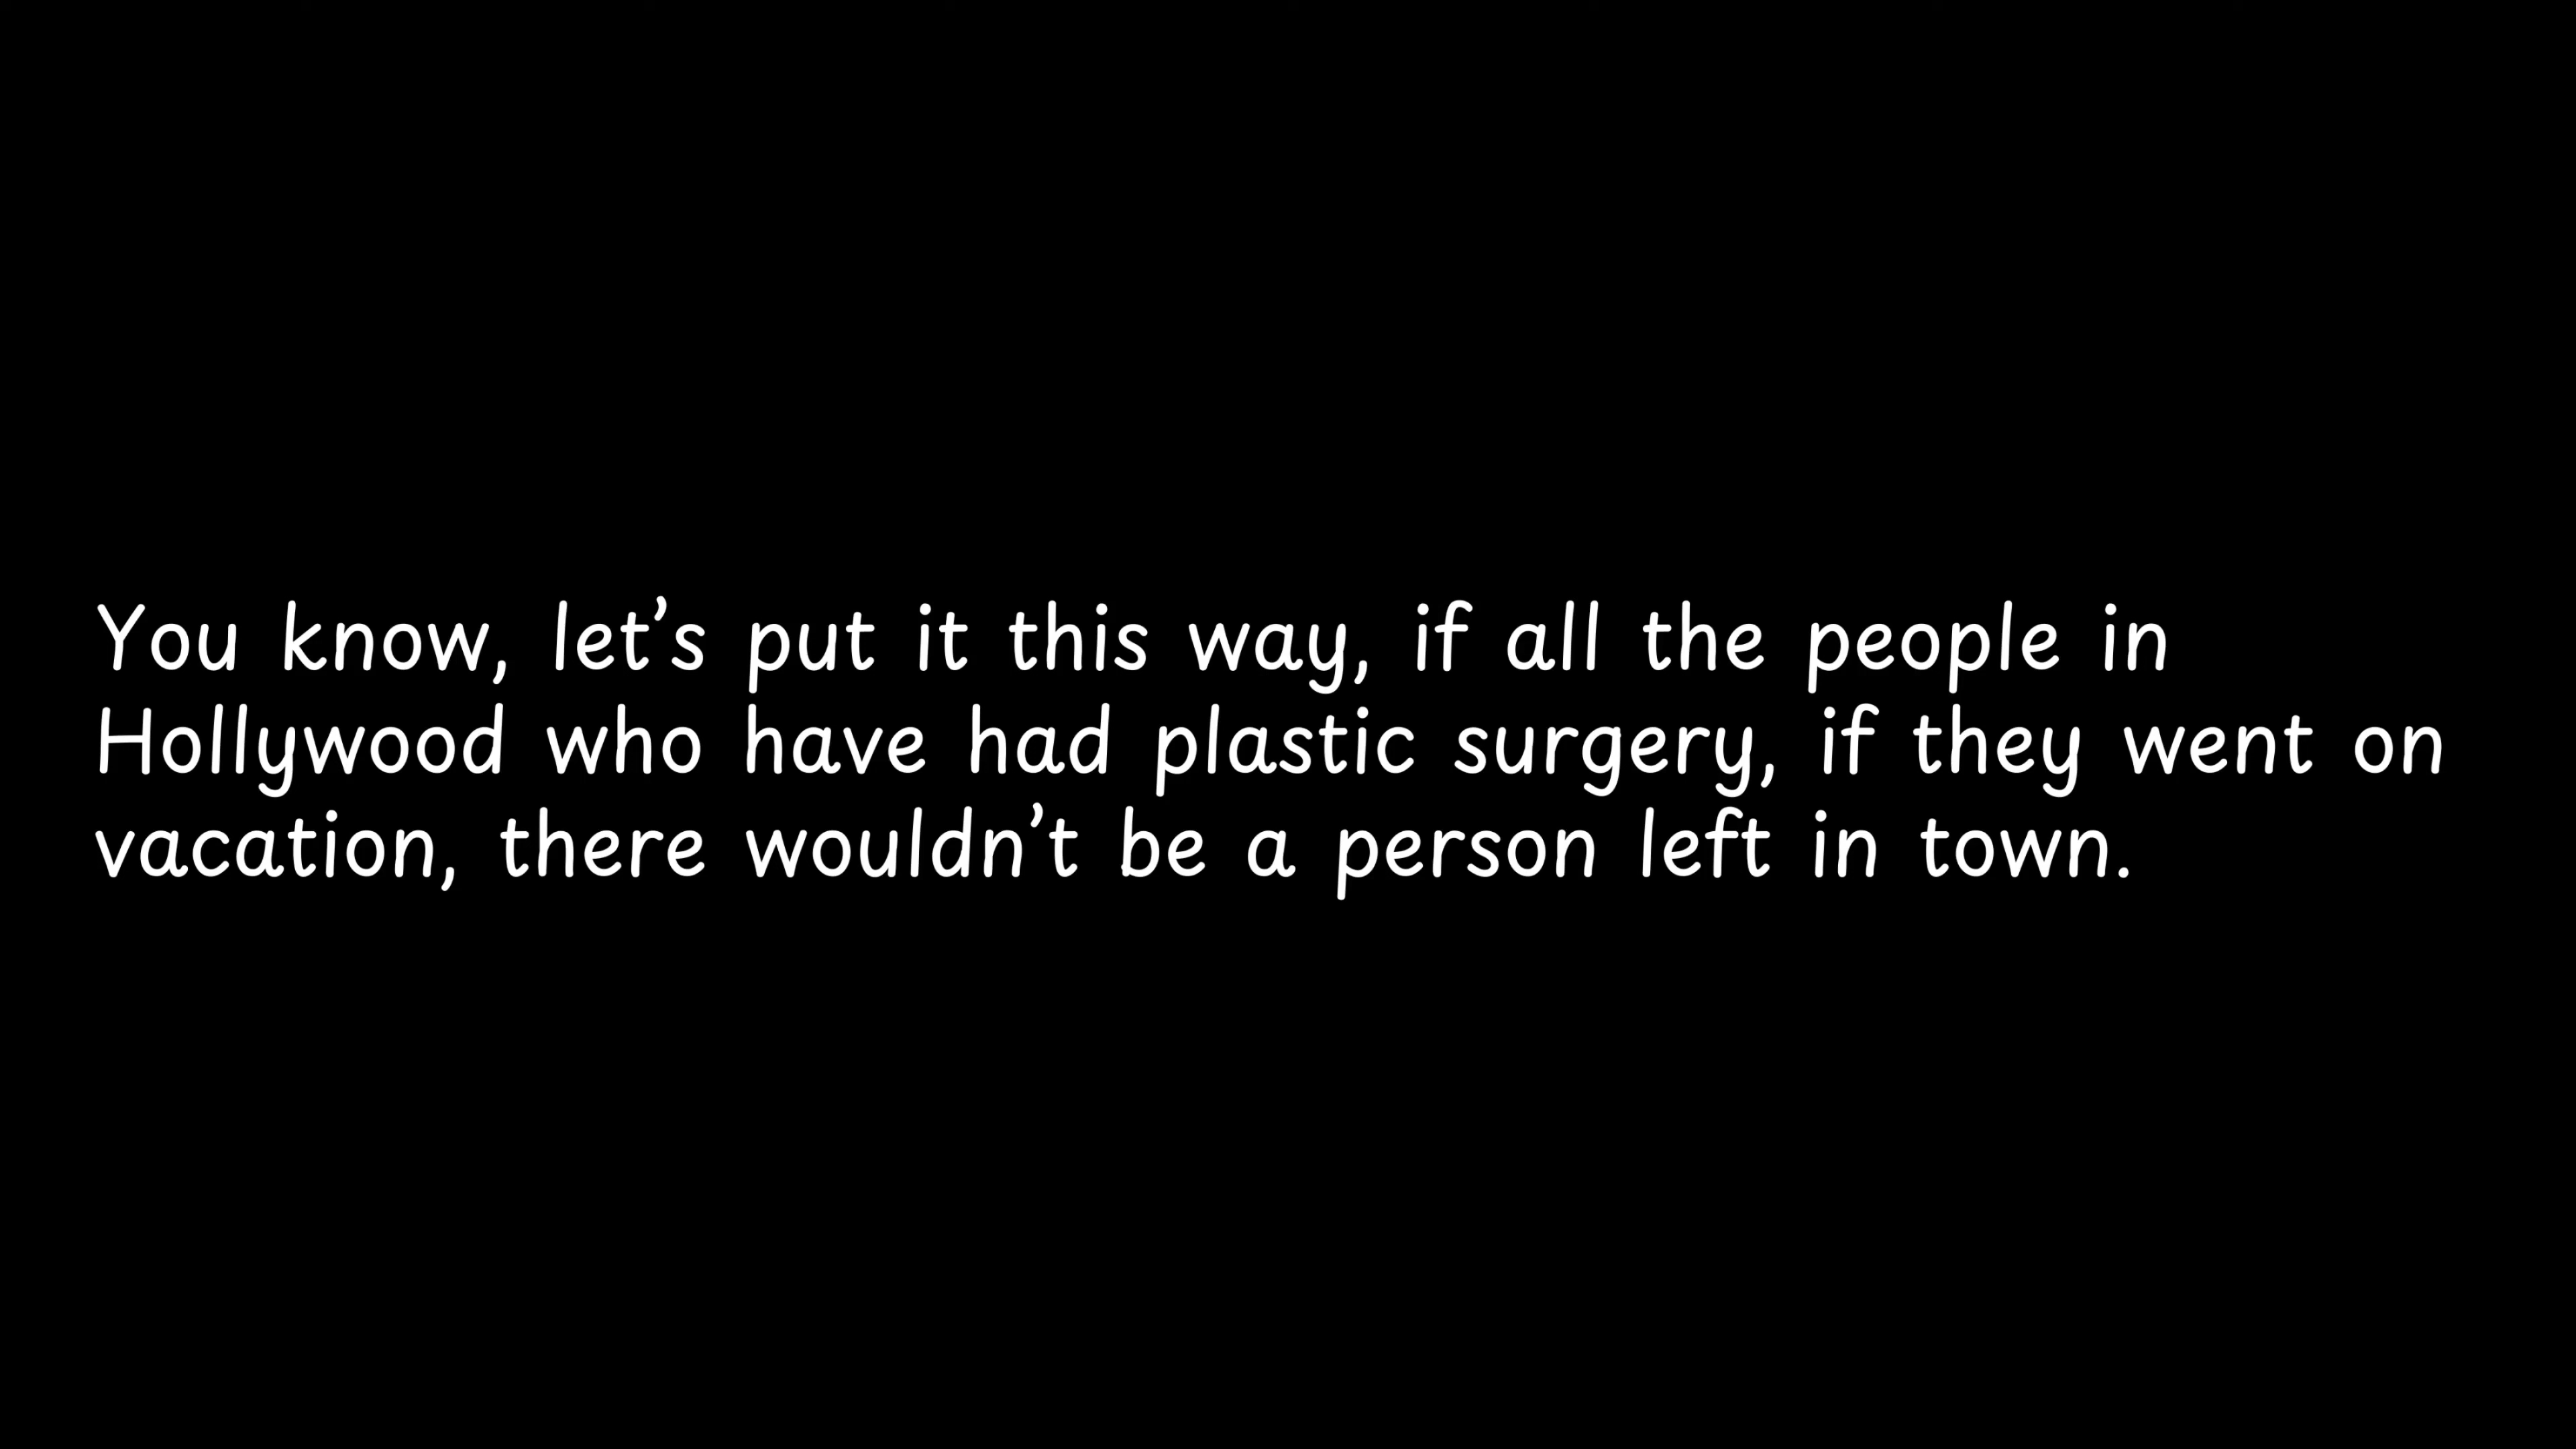 You know, let’s put it this way, if all the people in
Hollywood who have had plastic surgery, if they went on
vacation, there wouldn’t be a person left in town.